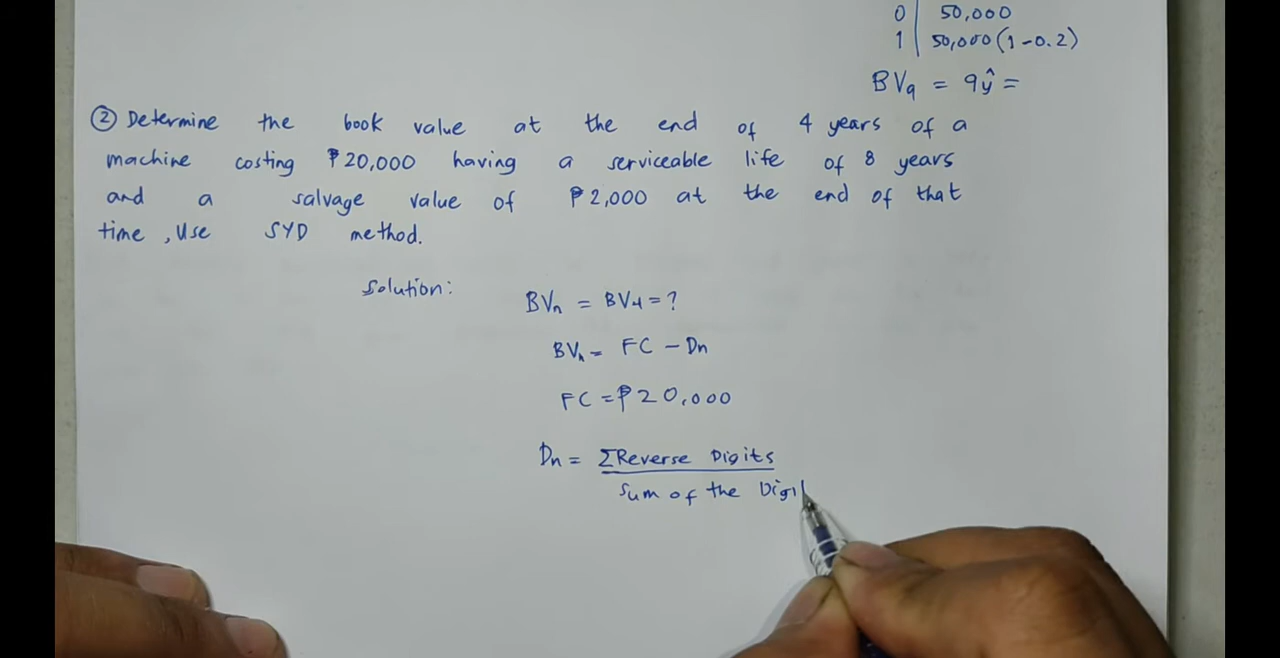 0 | 50,000
1 | 50,000(1-0.2)
BV9 = 9ŷ =
② Determine the book value at the end of 4 years of a
machine costing ₱20,000 having a serviceable life of 8 years
and a salvage value of ₱2,000 at the end of that
time, Use SYD method.
Solution:
BVn = BV4 = ?
BVn = FC - Dn
FC = ₱20,000
Dn = ΣReverse Digits
Sum of the Digi